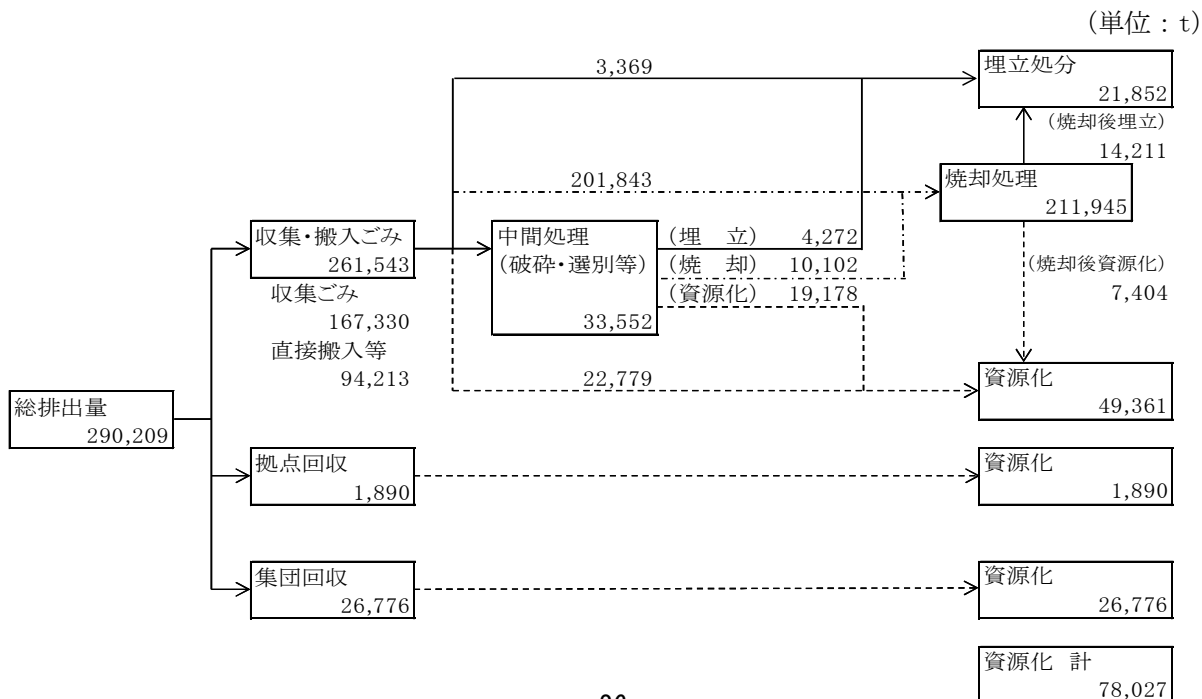 (単位：t)
3,369
埋立処分
21,852
(焼却後埋立)
14,211
201,843
焼却処理
211,945
収集・搬入ごみ
261,543
中間処理
(破砕・選別等)
33,552
(埋　立)　4,272
(焼　却)　10,102
(資源化)　19,178
(焼却後資源化)
7,404
収集ごみ
167,330
直接搬入等
94,213
22,779
資源化
49,361
総排出量
290,209
拠点回収
1,890
資源化
1,890
集団回収
26,776
資源化
26,776
資源化　計
78,027